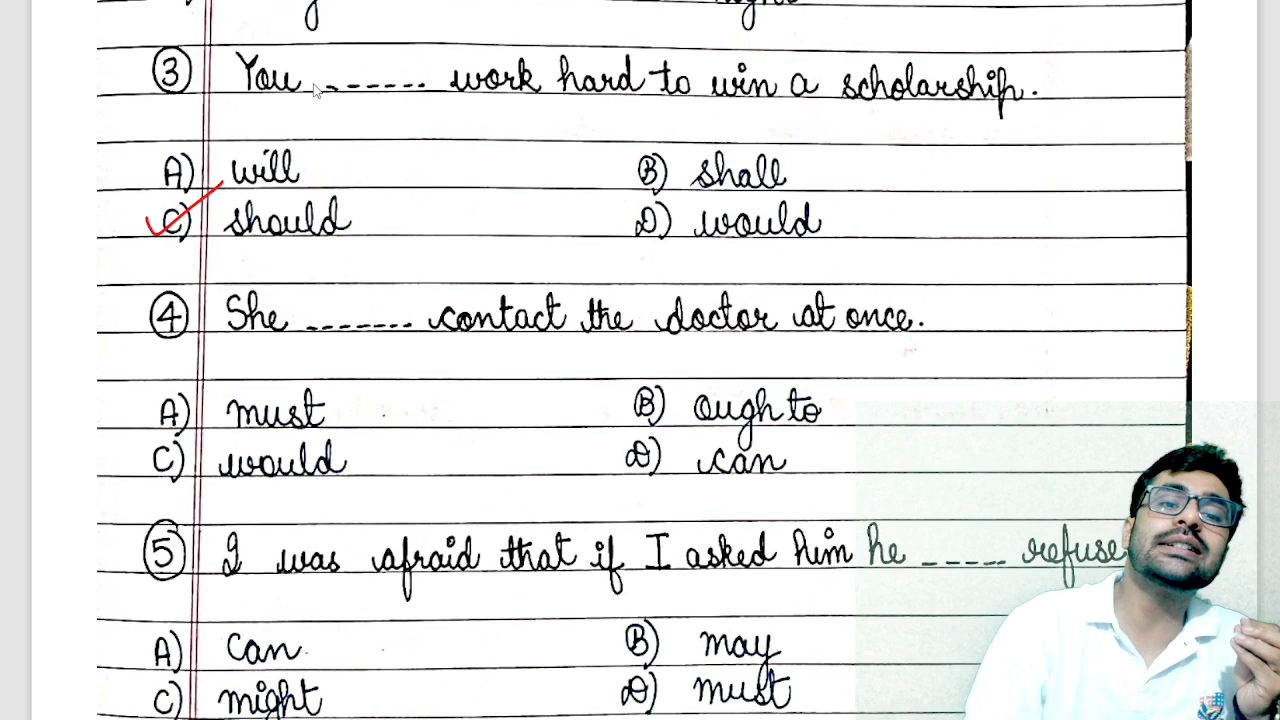 ③ You ------- work hard to win a scholarship.
A) will B) shall
C) should D) would
④ She ------- contact the doctor at once.
A) must B) ough to
C) would D) can
⑤ I was afraid that if I asked him he ----- refuse
A) can B) may
C) might D) must